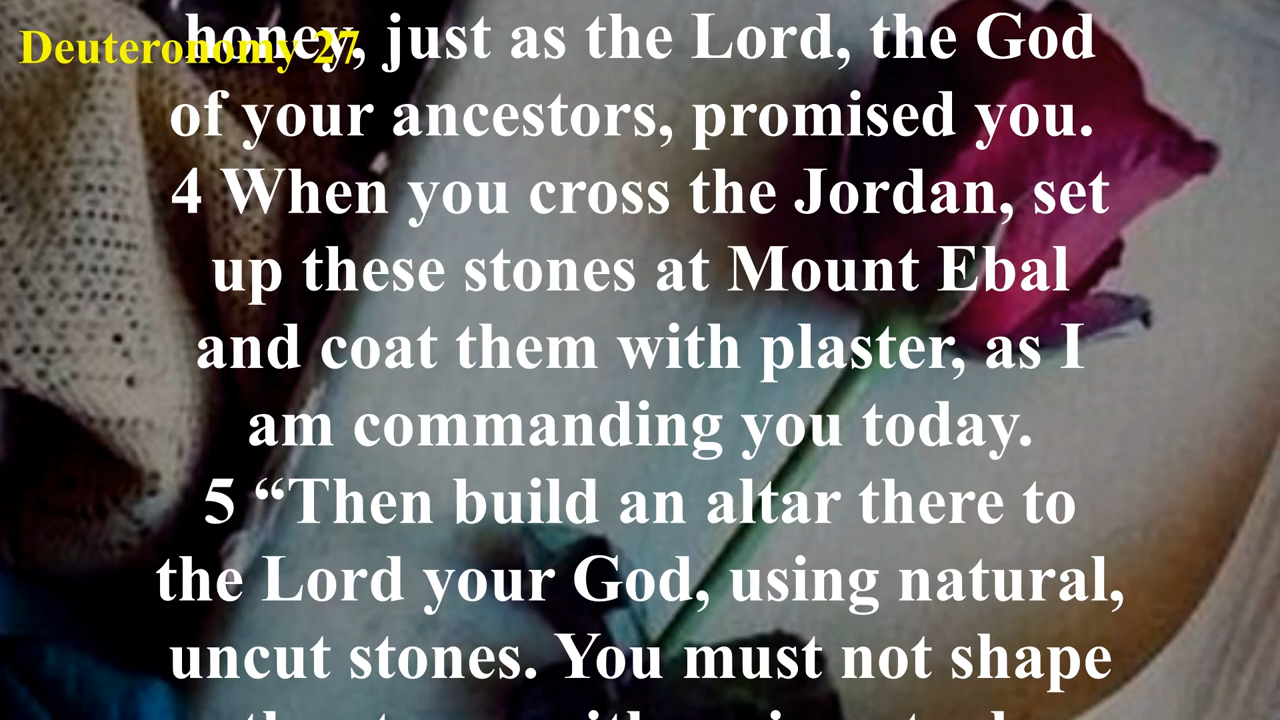 Deuteronomy 27
honey, just as the Lord, the God
of your ancestors, promised you.
4 When you cross the Jordan, set
up these stones at Mount Ebal
and coat them with plaster, as I
am commanding you today.
5 “Then build an altar there to
the Lord your God, using natural,
uncut stones. You must not shape